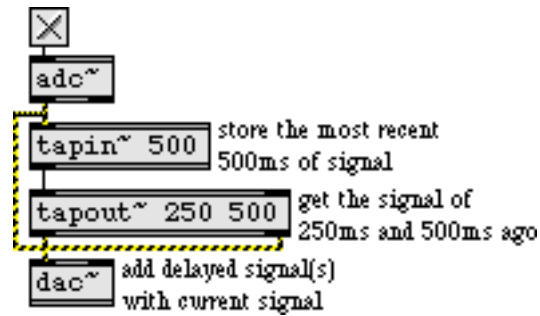 adc~
tapin~ 500
store the most recent
500ms of signal
tapout~ 250 500
get the signal of
250ms and 500ms ago
dac~
add delayed signal(s)
with current signal